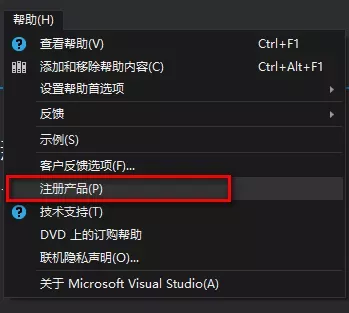 帮助(H)
查看帮助(V) Ctrl+F1
添加和移除帮助内容(C) Ctrl+Alt+F1
设置帮助首选项
反馈
示例(S)
客户反馈选项(F)...
注册产品(P)
技术支持(T)
DVD 上的订购帮助
联机隐私声明(O)...
关于 Microsoft Visual Studio(A)